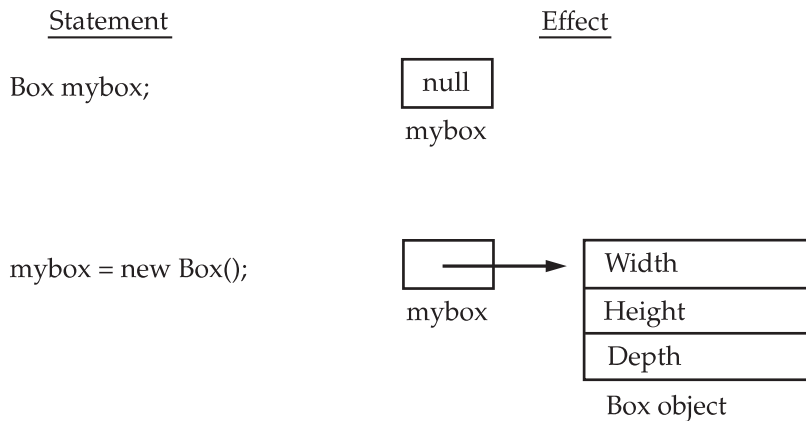 Statement Effect
Box mybox; null
mybox
mybox = new Box(); Width
mybox Height
Depth
Box object